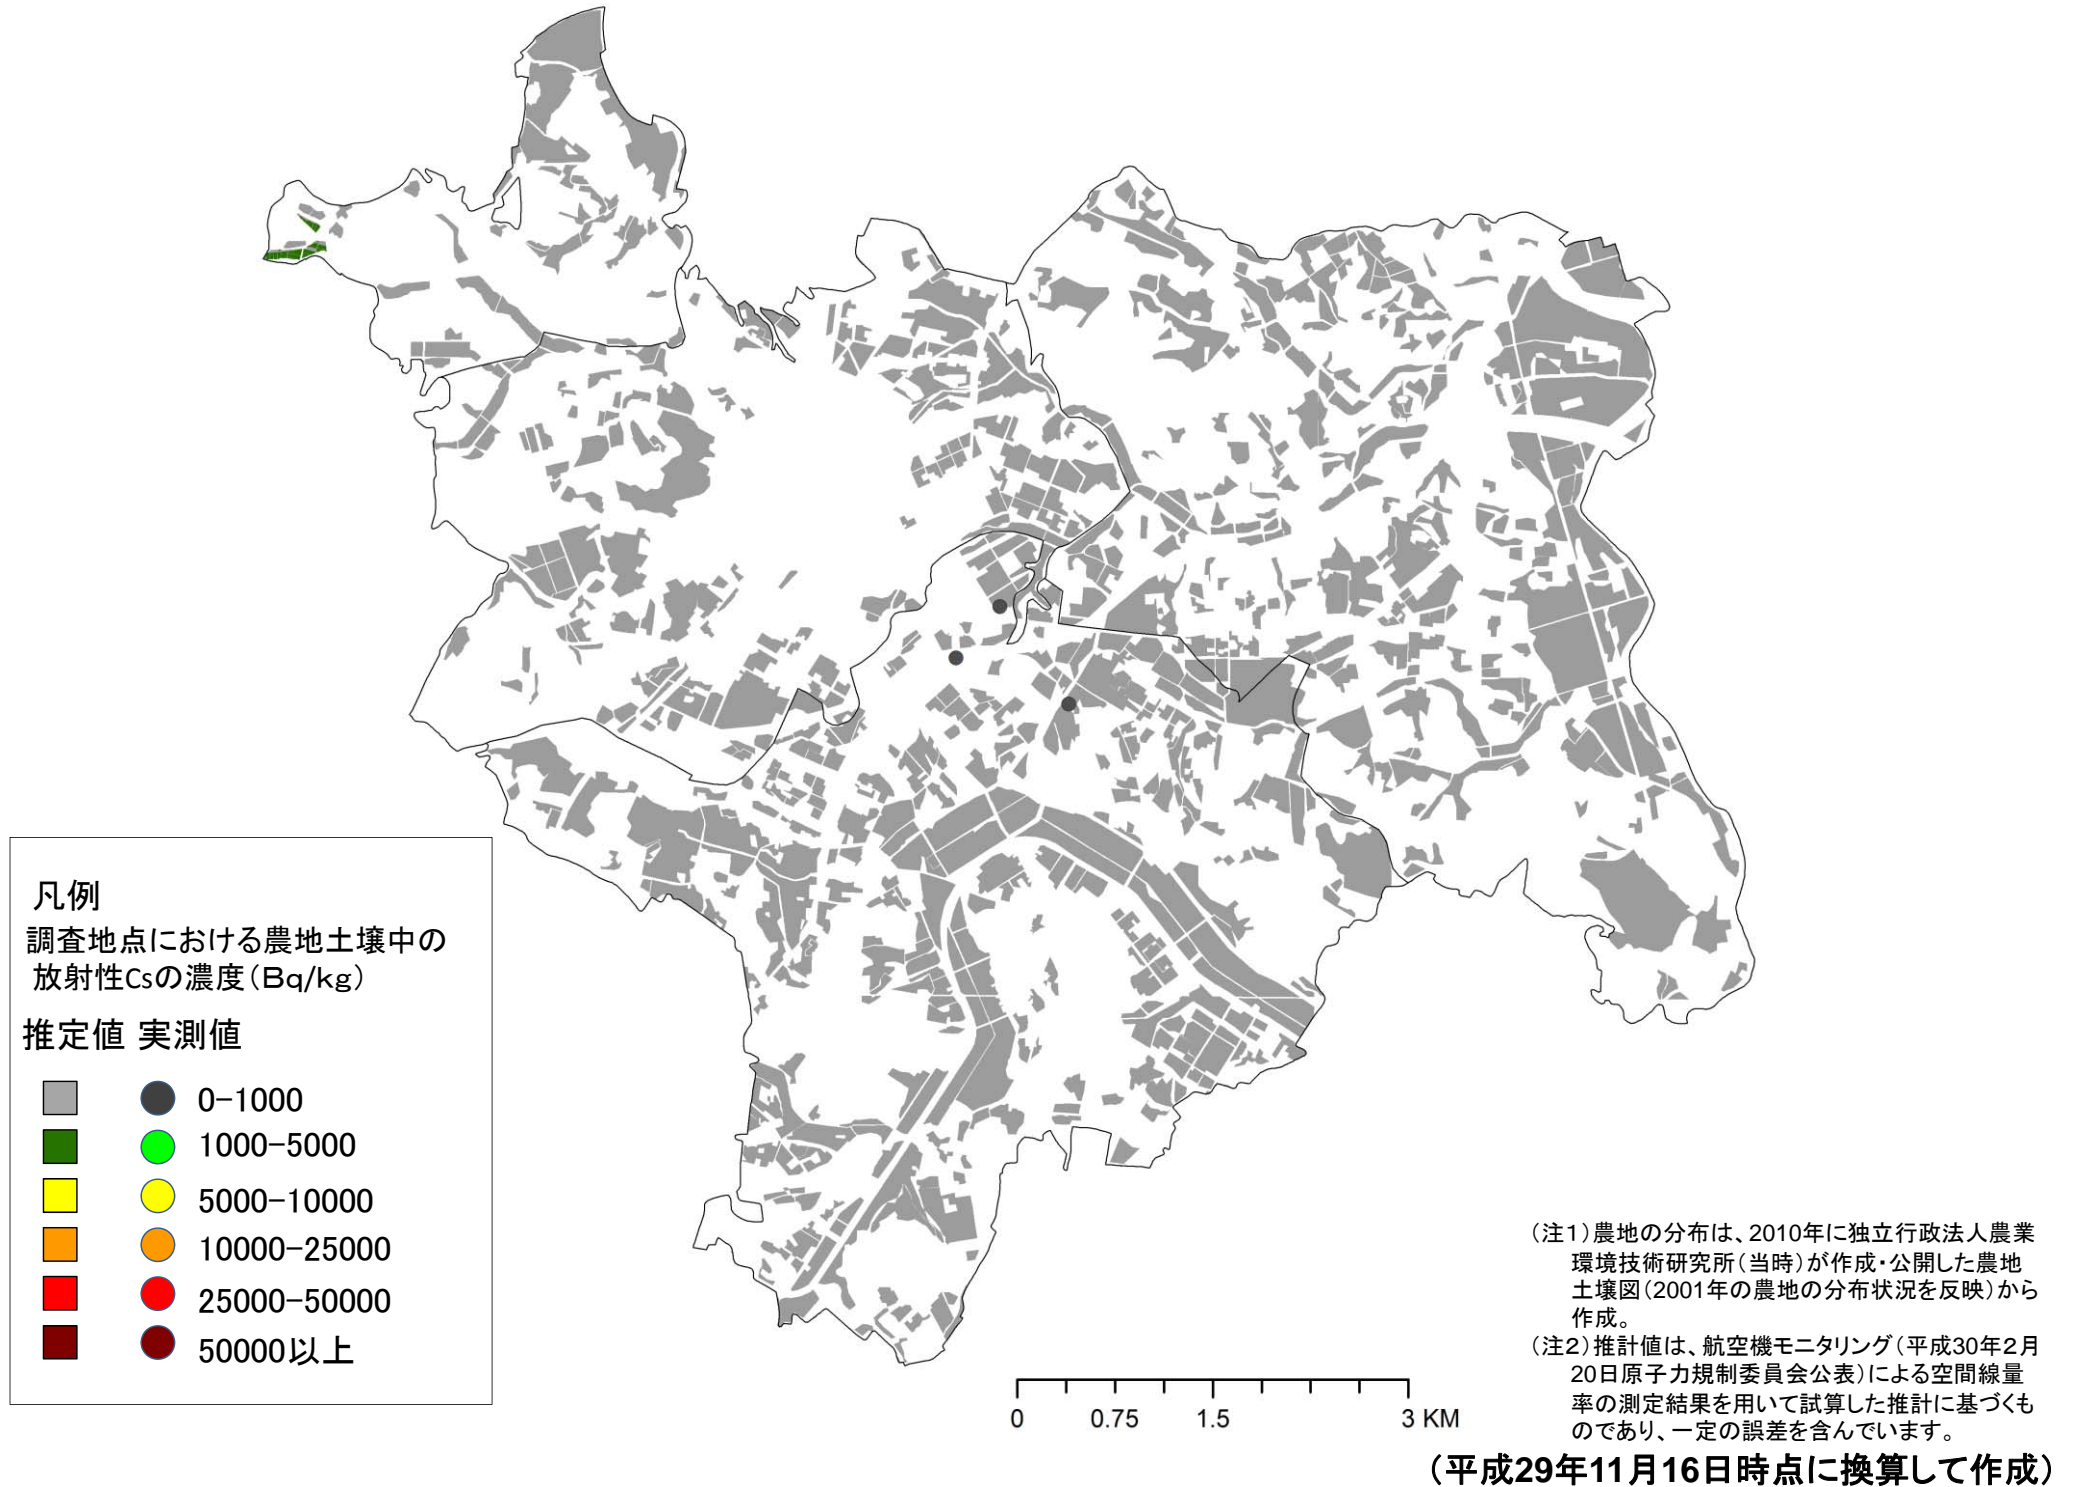 凡例
調査地点における農地土壌中の
放射性Csの濃度（Bq/kg）
推定値 実測値
0−1000
1000−5000
5000−10000
10000−25000
25000−50000
50000以上
0 0.75 1.5 3 KM
（注１）農地の分布は、2010年に独立行政法人農業
環境技術研究所（当時）が作成・公開した農地
土壌図（2001年の農地の分布状況を反映）から
作成。
（注２）推計値は、航空機モニタリング（平成30年２月
20日原子力規制委員会公表）による空間線量
率の測定結果を用いて試算した推計に基づくも
のであり、一定の誤差を含んでいます。
（平成29年11月16日時点に換算して作成）